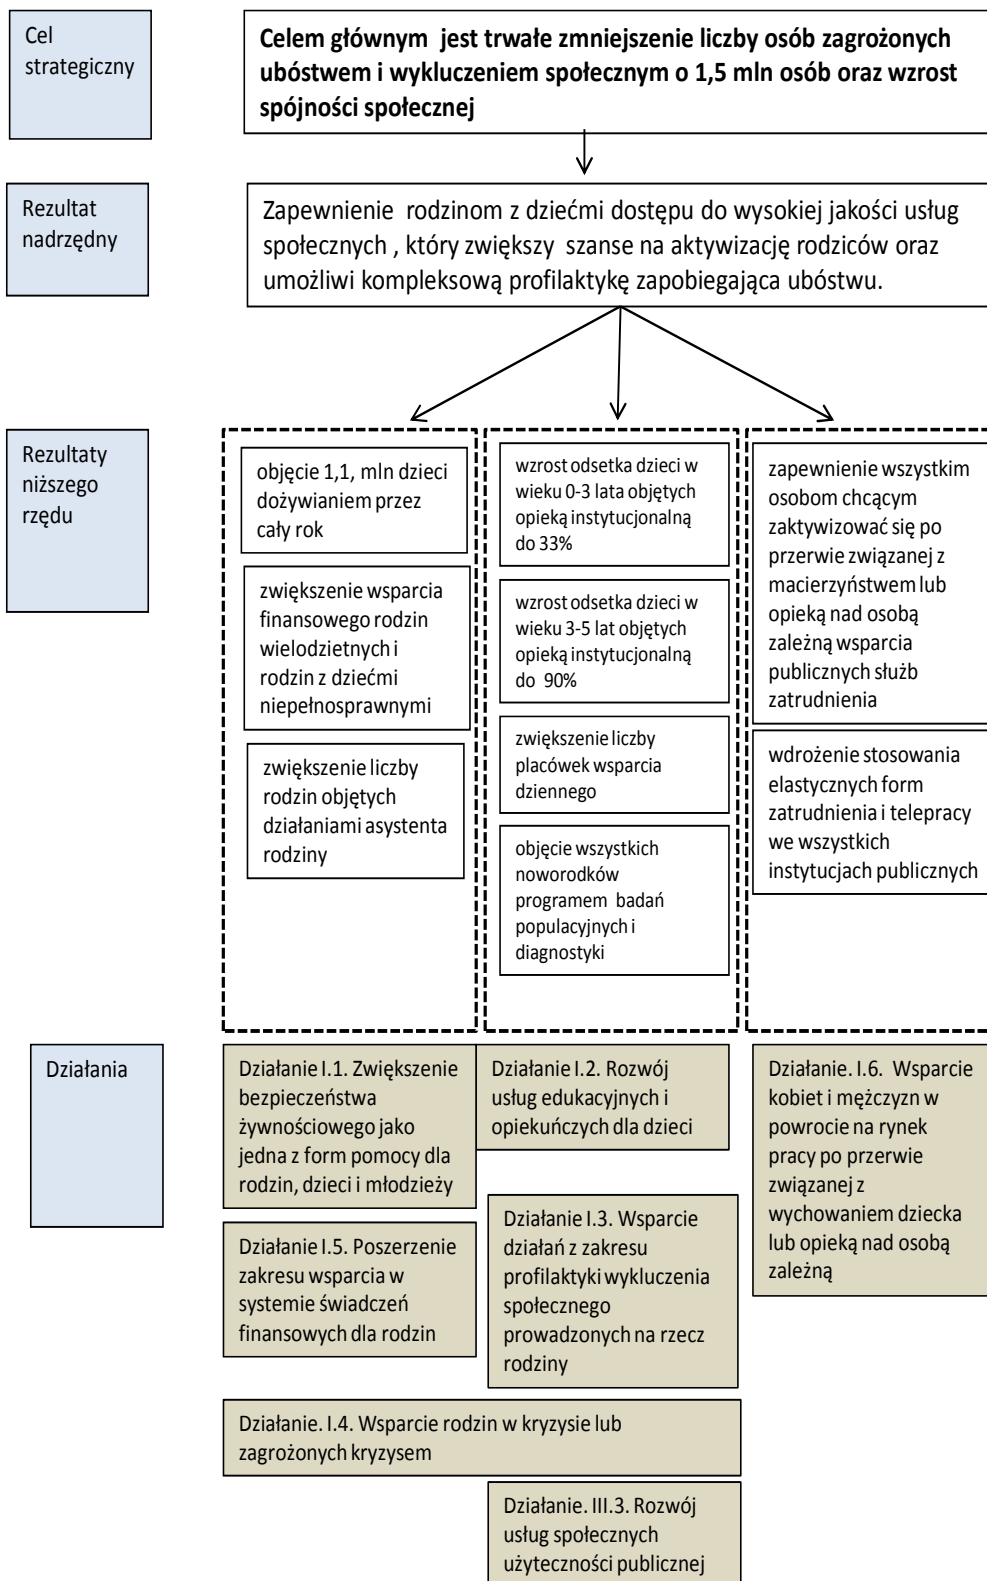 Cel
strategiczny
Celem głównym jest trwałe zmniejszenie liczby osób zagrożonych
ubóstwem i wykluczeniem społecznym o 1,5 mln osób oraz wzrost
spójności społecznej
Rezultat
nadrzędny
Zapewnienie rodzinom z dziećmi dostępu do wysokiej jakości usług
społecznych , który zwiększy szanse na aktywizację rodziców oraz
umożliwi kompleksową profilaktykę zapobiegająca ubóstwu.
Rezultaty
niższego
rzędu
objęcie 1,1, mln dzieci
dożywianiem przez
cały rok
zwiększenie wsparcia
finansowego rodzin
wielodzietnych i
rodzin z dziećmi
niepełnosprawnymi
zwiększenie liczby
rodzin objętych
działaniami asystenta
rodziny
wzrost odsetka dzieci w
wieku 0-3 lata objętych
opieką instytucjonalną
do 33%
wzrost odsetka dzieci w
wieku 3-5 lat objętych
opieką instytucjonalną
do 90%
zwiększenie liczby
placówek wsparcia
dziennego
objęcie wszystkich
noworodków
programem badań
populacyjnych i
diagnostyki
zapewnienie wszystkim
osobom chcącym
zaktywizować się po
przerwie związanej z
macierzyństwem lub
opieką nad osobą
zależną wsparcia
publicznych służb
zatrudnienia
wdrożenie stosowania
elastycznych form
zatrudnienia i telepracy
we wszystkich
instytucjach publicznych
Działania
Działanie I.1. Zwiększenie
bezpieczeństwa
żywnościowego jako
jedna z form pomocy dla
rodzin, dzieci i młodzieży
Działanie I.5. Poszerzenie
zakresu wsparcia w
systemie świadczeń
finansowych dla rodzin
Działanie I.2. Rozwój
usług edukacyjnych i
opiekuńczych dla dzieci
Działanie I.3. Wsparcie
działań z zakresu
profilaktyki wykluczenia
społecznego
prowadzonych na rzecz
rodziny
Działanie. I.6. Wsparcie
kobiet i mężczyzn w
powrocie na rynek
pracy po przerwie
związanej z
wychowaniem dziecka
lub opieką nad osobą
zależną
Działanie. I.4. Wsparcie rodzin w kryzysie lub
zagrożonych kryzysem
Działanie. III.3. Rozwój
usług społecznych
użyteczności publicznej